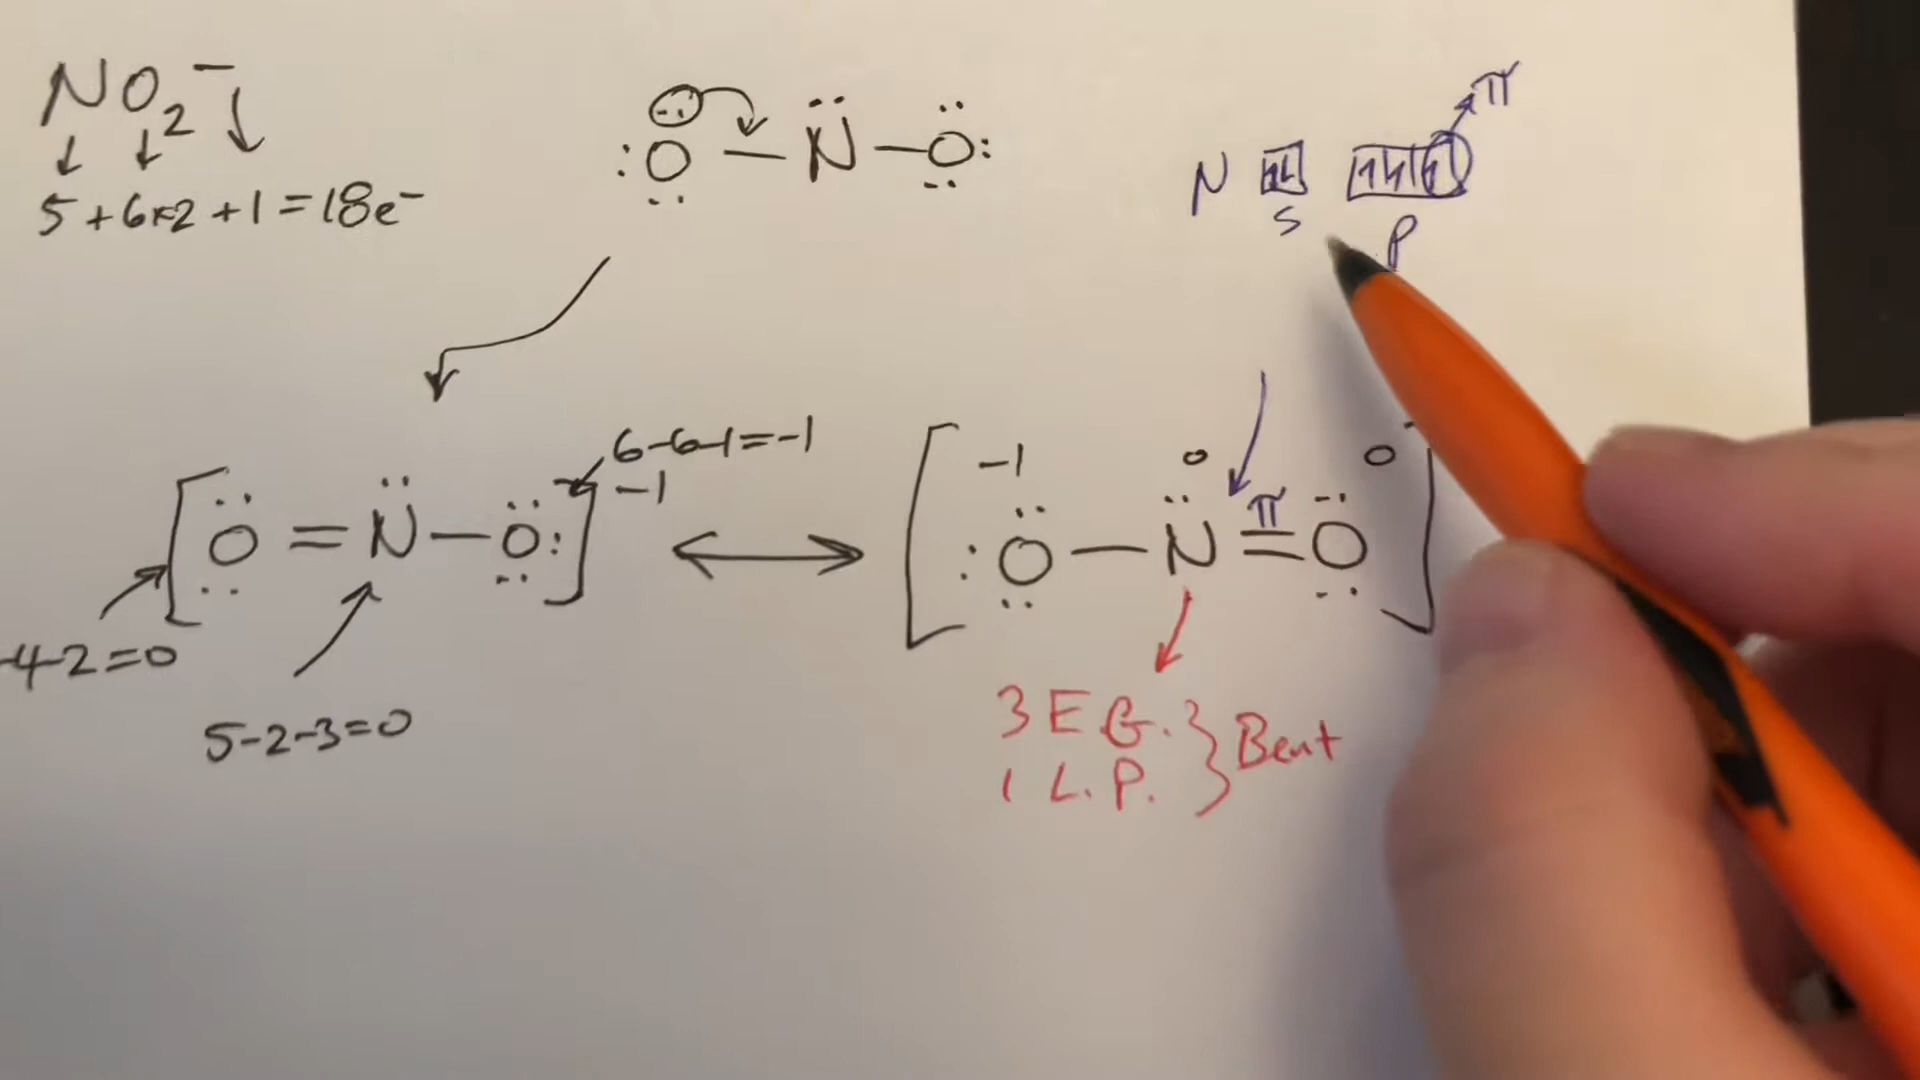 NO2 −
5+6×2+1=18e−
:O − N − O:
N
S P
π
6-6-1=-1
[O = N − O:] -1
-4-2=0
5-2-3=0
-1 0 0
[:O − N = O]
π
3 E.G. } Bent
1 L.P.